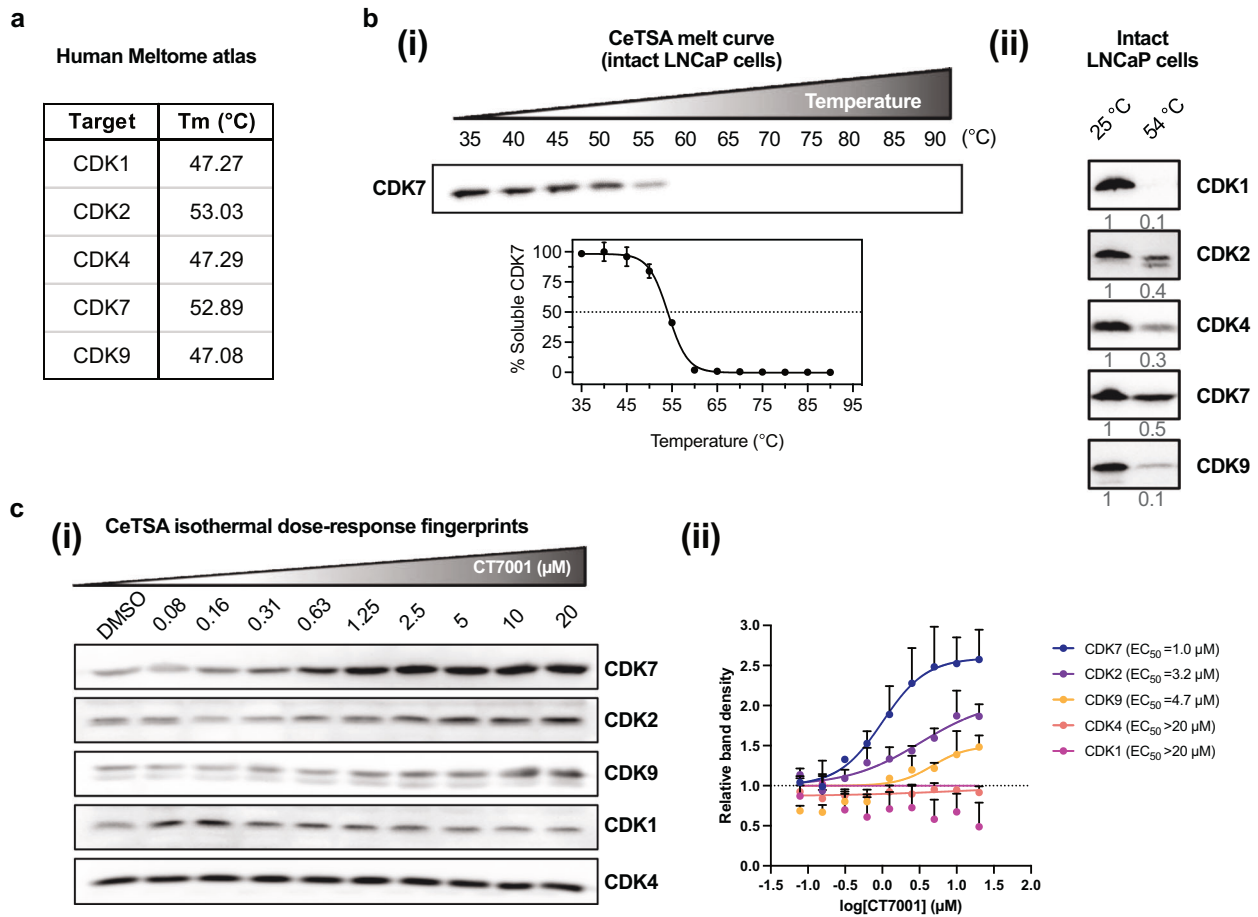 a
Human Meltome atlas
Target Tm (°C)
CDK1 47.27
CDK2 53.03
CDK4 47.29
CDK7 52.89
CDK9 47.08
b
(i)
CeTSA melt curve
(intact LNCaP cells)
Temperature
35 40 45 50 55 60 65 70 75 80 85 90 (°C)
CDK7
% Soluble CDK7
100
75
50
25
0
35 45 55 65 75 85 95
Temperature (°C)
(ii)
Intact
LNCaP cells
25 °C 54 °C
CDK1
1 0.1
CDK2
1 0.4
CDK4
1 0.3
CDK7
1 0.5
CDK9
1 0.1
c
(i)
CeTSA isothermal dose-response fingerprints
CT7001 (μM)
DMSO 0.08 0.16 0.31 0.63 1.25 2.5 5 10 20
CDK7
CDK2
CDK9
CDK1
CDK4
(ii)
Relative band density
3.0
2.5
2.0
1.5
1.0
0.5
0.0
-1.5 -1.0 -0.5 0.0 0.5 1.0 1.5 2.0
log[CT7001] (μM)
CDK7 (EC50 =1.0 μM)
CDK2 (EC50 =3.2 μM)
CDK9 (EC50 =4.7 μM)
CDK4 (EC50 >20 μM)
CDK1 (EC50 >20 μM)